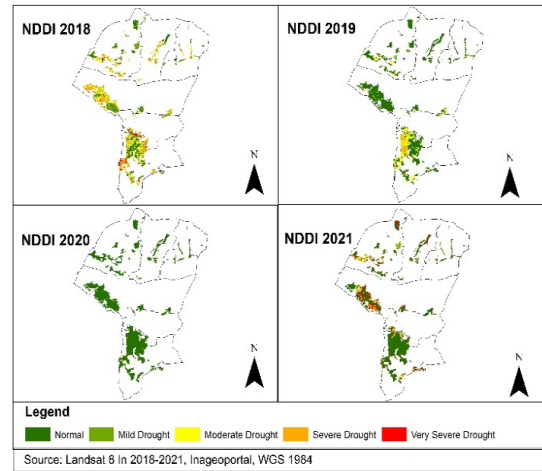 NDDI 2018
N
NDDI 2019
N
NDDI 2020
N
NDDI 2021
N
Legend
Normal Mild Drought Moderate Drought Severe Drought Very Severe Drought
Source: Landsat 8 In 2018-2021, Inageoportal, WGS 1984